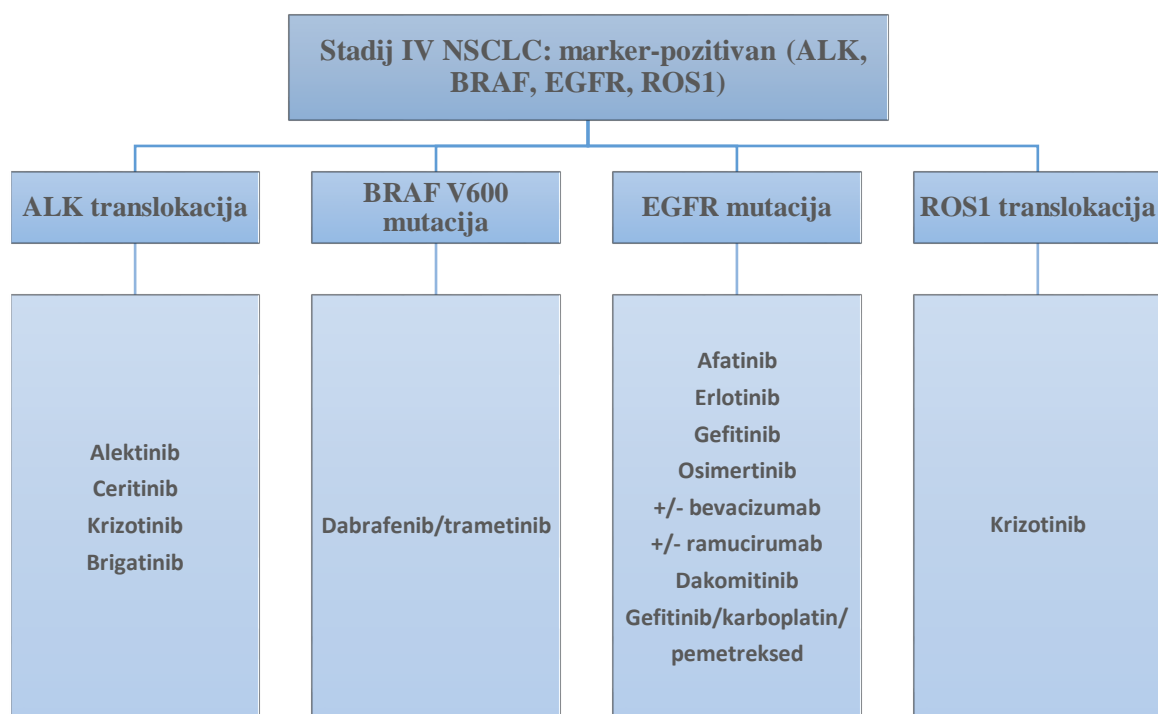 Stadij IV NSCLC: marker-pozitivan (ALK,
BRAF, EGFR, ROS1)
ALK translokacija
BRAF V600
mutacija
EGFR mutacija
ROS1 translokacija
Alektinib
Ceritinib
Krizotinib
Brigatinib
Dabrafenib/trametinib
Afatinib
Erlotinib
Gefitinib
Osimertinib
+/- bevacizumab
+/- ramucirumab
Dakomitinib
Gefitinib/karboplatin/
pemetreksed
Krizotinib